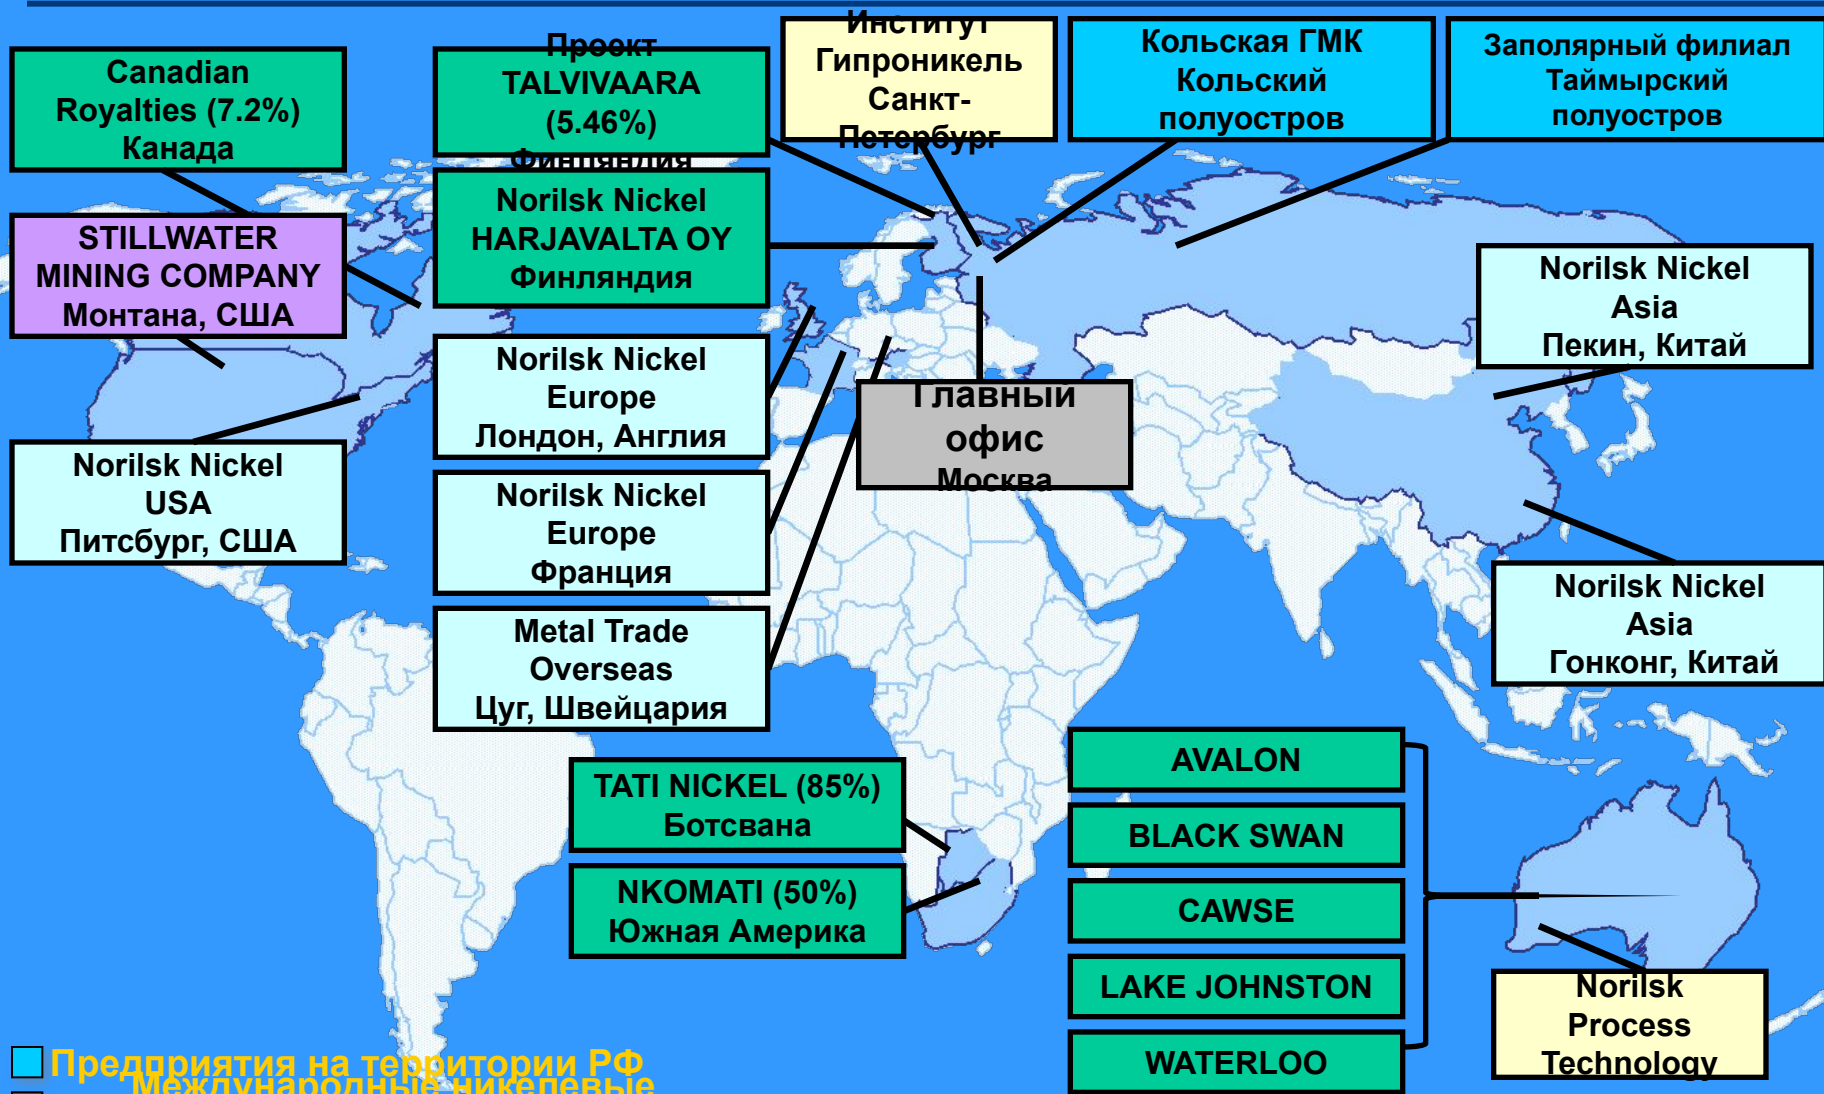 Canadian
Royalties (7.2%)
Канада
Проект
TALVIVAARA
(5.46%)
Финляндия
Институт
Гипроникель
Санкт-
Петербург
Кольская ГМК
Кольский
полуостров
Заполярный филиал
Таймырский
полуостров
STILLWATER
MINING COMPANY
Монтана, США
Norilsk Nickel
HARJAVALTA OY
Финляндия
Norilsk Nickel
Asia
Пекин, Китай
Norilsk Nickel
Europe
Лондон, Англия
Главный
офис
Москва
Norilsk Nickel
USA
Питсбург, США
Norilsk Nickel
Europe
Франция
Norilsk Nickel
Asia
Гонконг, Китай
Metal Trade
Overseas
Цуг, Швейцария
TATI NICKEL (85%)
Ботсвана
NKOMATI (50%)
Южная Америка
AVALON
BLACK SWAN
CAWSE
LAKE JOHNSTON
WATERLOO
Norilsk
Process
Technology
Предприятия на территории РФ
Международные никелевые